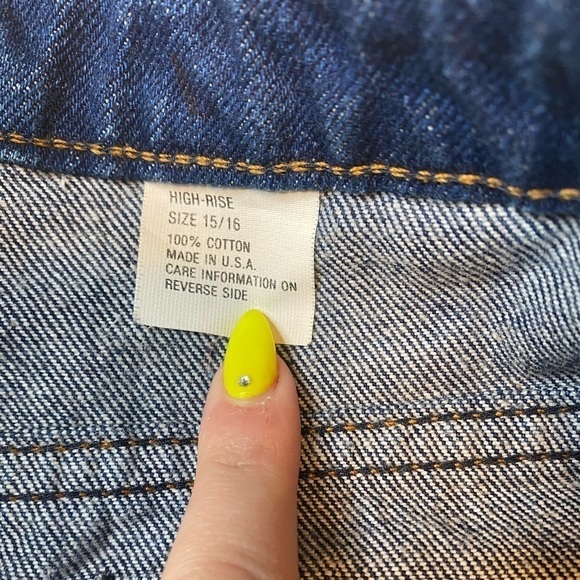 HIGH-RISE
SIZE 15/16
100% COTTON
MADE IN U.S.A.
CARE INFORMATION ON
REVERSE SIDE